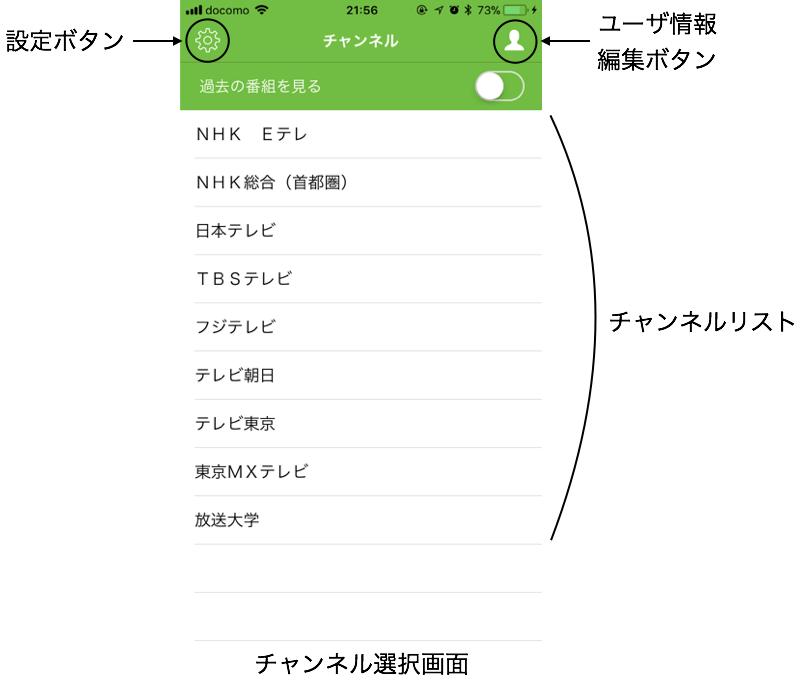 docomo 21:56 73%
設定ボタン
チャンネル
ユーザ情報
編集ボタン
過去の番組を見る
ＮＨＫ　Ｅテレ
ＮＨＫ総合（首都圏）
日本テレビ
ＴＢＳテレビ
フジテレビ
チャンネルリスト
テレビ朝日
テレビ東京
東京ＭＸテレビ
放送大学
チャンネル選択画面